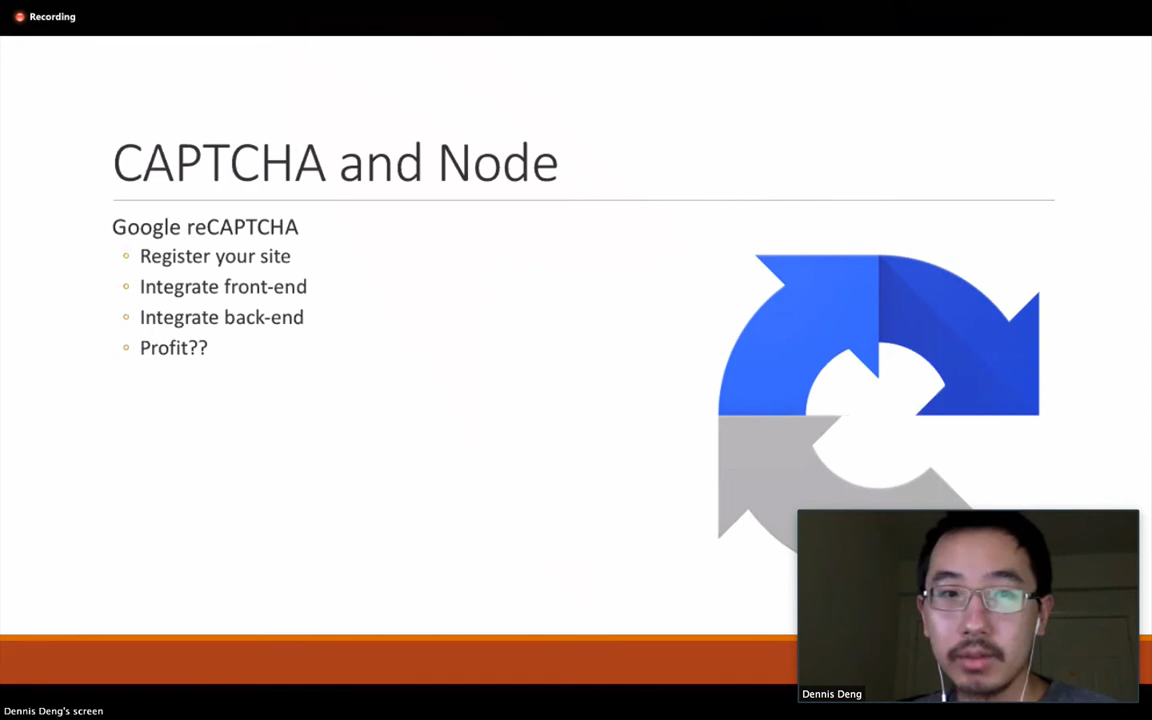 Recording
CAPTCHA and Node
Google reCAPTCHA
Register your site
Integrate front-end
Integrate back-end
Profit??
Dennis Deng
Dennis Deng's screen